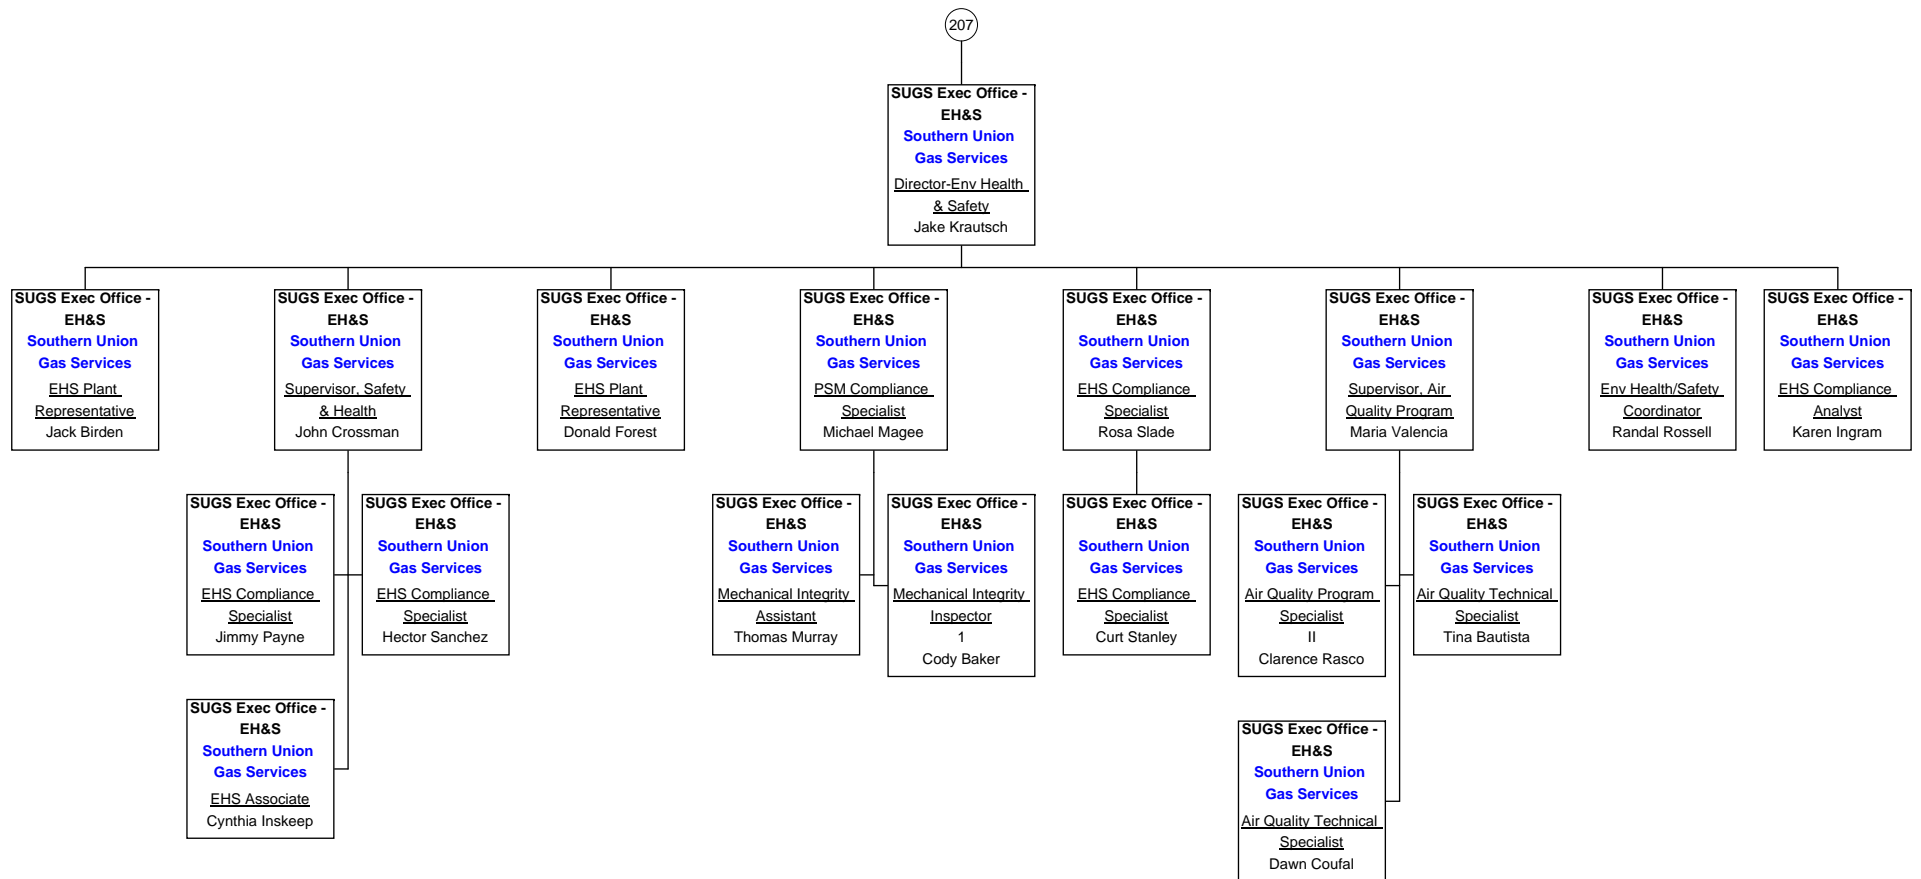 207
SUGS Exec Office -
EH&S
Southern Union
Gas Services
Director-Env Health
& Safety
Jake Krautsch
SUGS Exec Office -
EH&S
Southern Union
Gas Services
EHS Plant
Representative
Jack Birden
SUGS Exec Office -
EH&S
Southern Union
Gas Services
Supervisor, Safety
& Health
John Crossman
SUGS Exec Office -
EH&S
Southern Union
Gas Services
EHS Plant
Representative
Donald Forest
SUGS Exec Office -
EH&S
Southern Union
Gas Services
PSM Compliance
Specialist
Michael Magee
SUGS Exec Office -
EH&S
Southern Union
Gas Services
EHS Compliance
Specialist
Rosa Slade
SUGS Exec Office -
EH&S
Southern Union
Gas Services
Supervisor, Air
Quality Program
Maria Valencia
SUGS Exec Office -
EH&S
Southern Union
Gas Services
Env Health/Safety
Coordinator
Randal Rossell
SUGS Exec Office -
EH&S
Southern Union
Gas Services
EHS Compliance
Analyst
Karen Ingram
SUGS Exec Office -
EH&S
Southern Union
Gas Services
EHS Compliance
Specialist
Jimmy Payne
SUGS Exec Office -
EH&S
Southern Union
Gas Services
EHS Compliance
Specialist
Hector Sanchez
SUGS Exec Office -
EH&S
Southern Union
Gas Services
Mechanical Integrity
Assistant
Thomas Murray
SUGS Exec Office -
EH&S
Southern Union
Gas Services
Mechanical Integrity
Inspector
1
Cody Baker
SUGS Exec Office -
EH&S
Southern Union
Gas Services
EHS Compliance
Specialist
Curt Stanley
SUGS Exec Office -
EH&S
Southern Union
Gas Services
Air Quality Program
Specialist
II
Clarence Rasco
SUGS Exec Office -
EH&S
Southern Union
Gas Services
Air Quality Technical
Specialist
Tina Bautista
SUGS Exec Office -
EH&S
Southern Union
Gas Services
EHS Associate
Cynthia Inskeep
SUGS Exec Office -
EH&S
Southern Union
Gas Services
Air Quality Technical
Specialist
Dawn Coufal